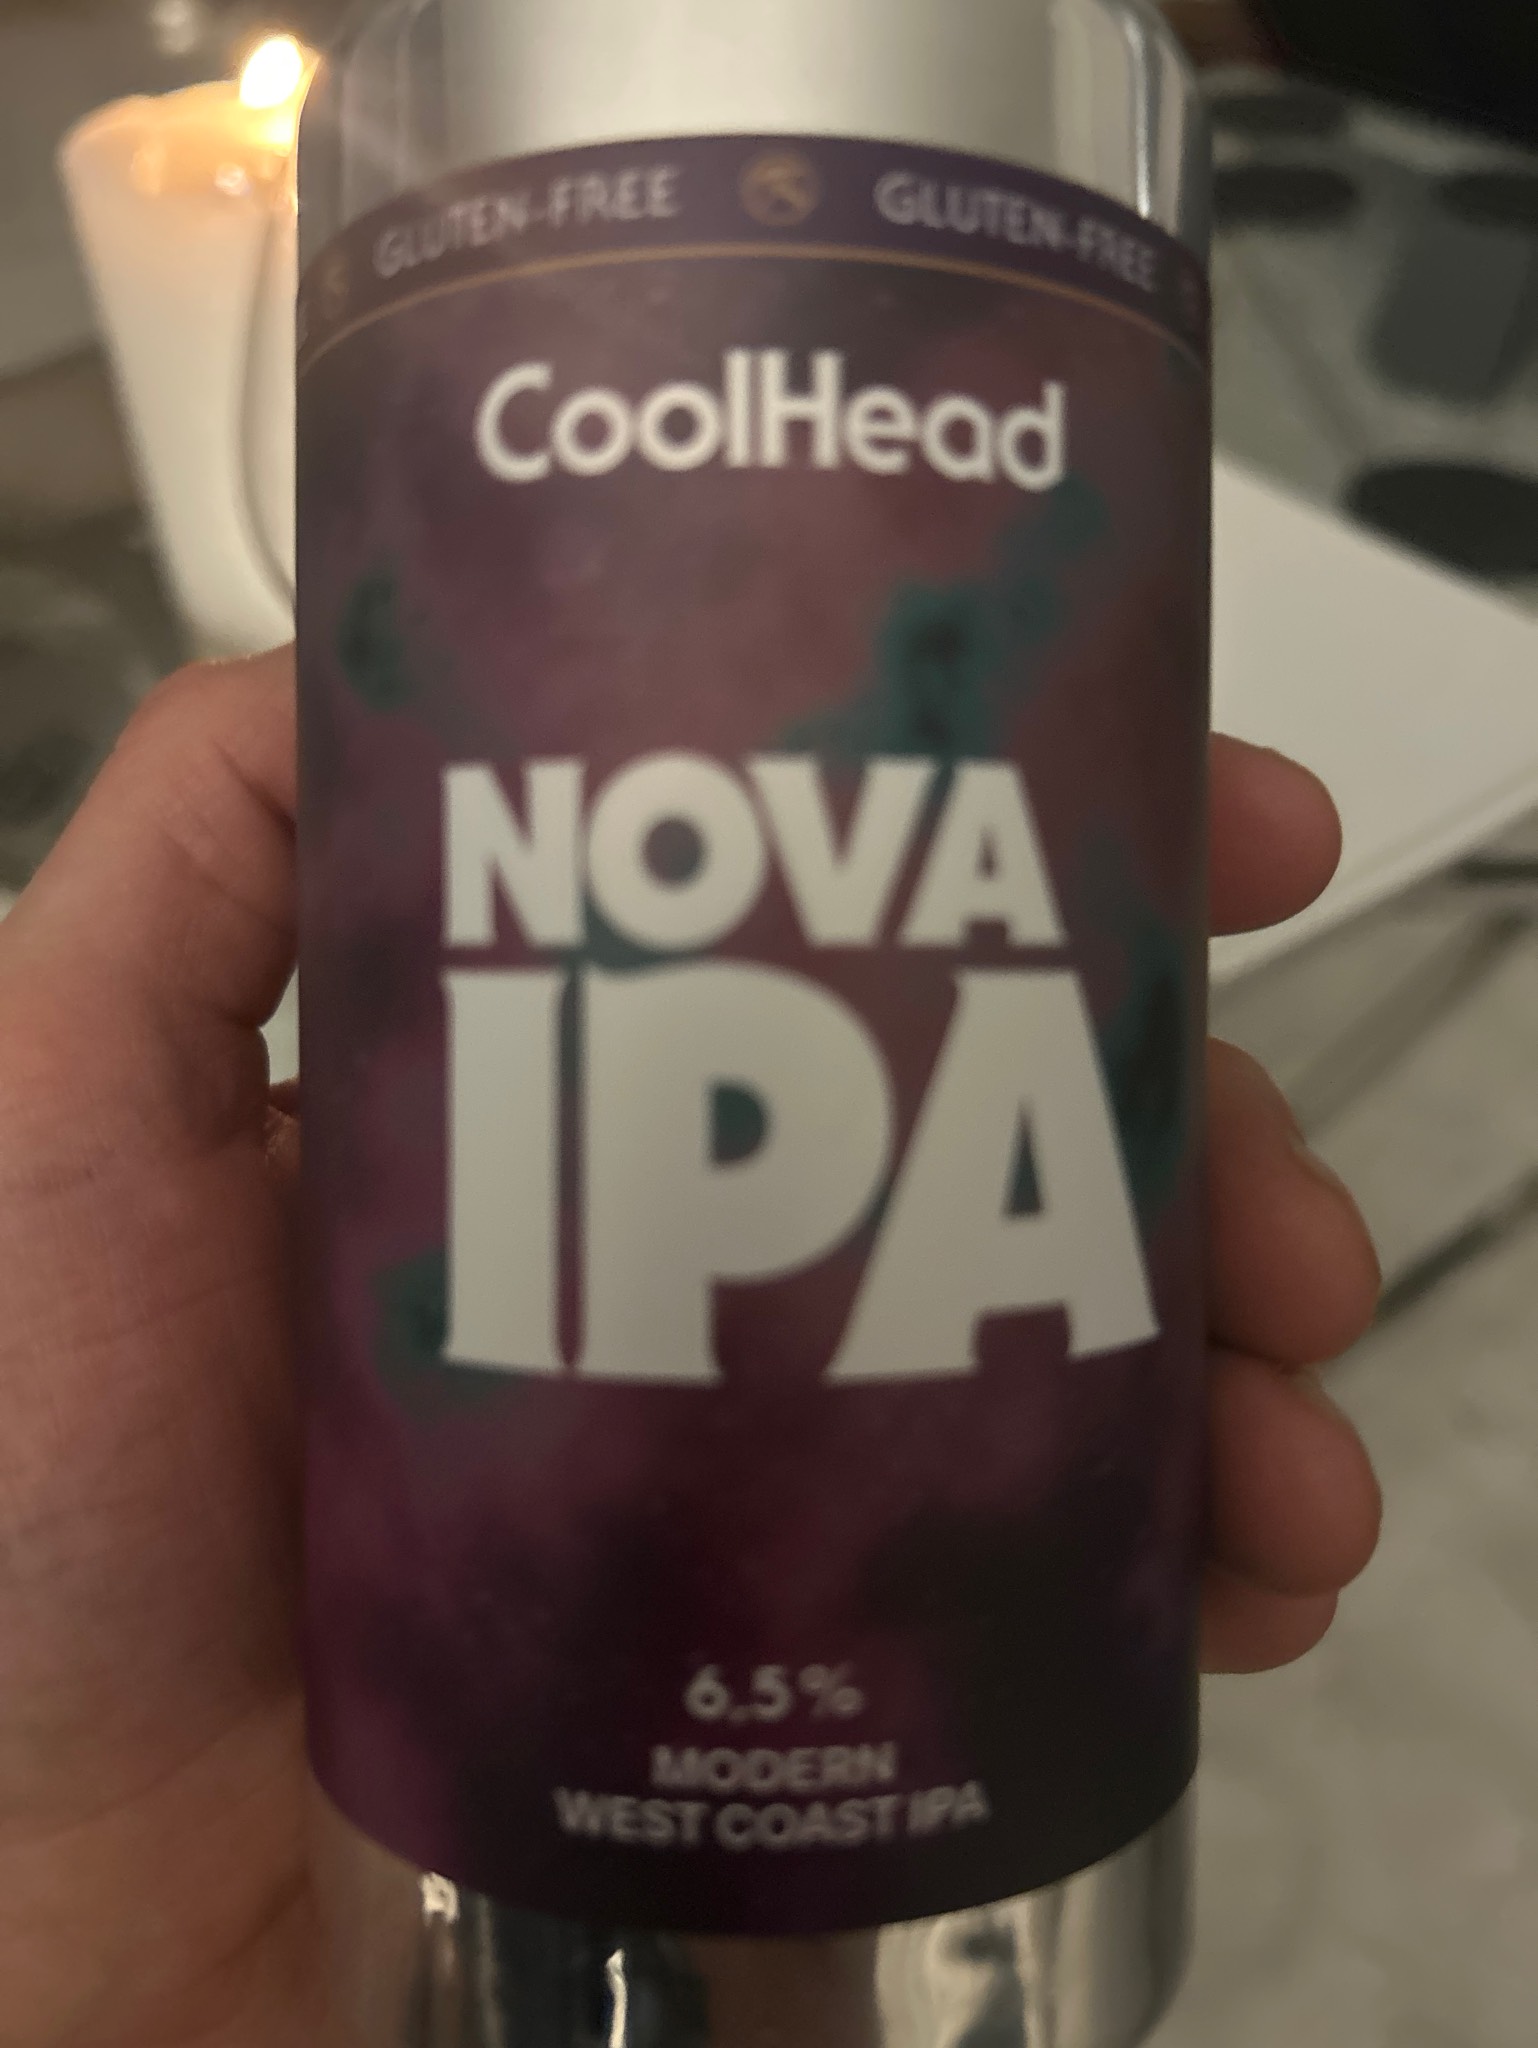 GLUTEN-FREE GLUTEN-FREE
CoolHead
NOVA
IPA
6,5%
MODERN
WEST COAST IPA